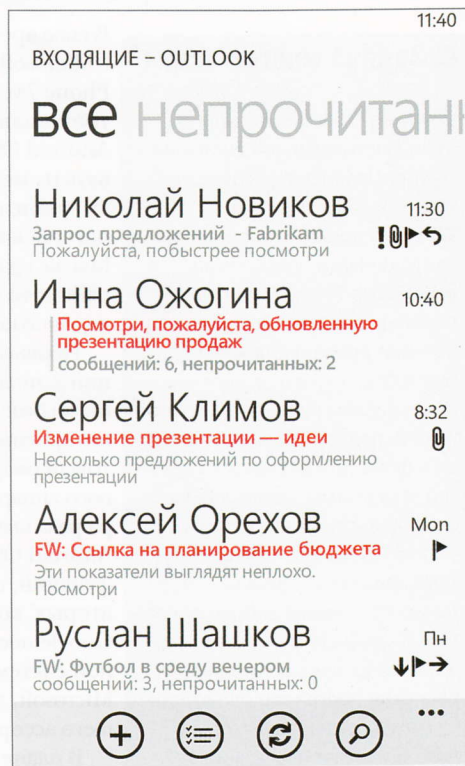 11:40
ВХОДЯЩИЕ – OUTLOOK
все непрочитанн
Николай Новиков 11:30
Запрос предложений - Fabrikam
Пожалуйста, побыстрее посмотри
Инна Ожогина 10:40
Посмотри, пожалуйста, обновленную
презентацию продаж
сообщений: 6, непрочитанных: 2
Сергей Климов 8:32
Изменение презентации — идеи
Несколько предложений по оформлению
презентации
Алексей Орехов Mon
FW: Ссылка на планирование бюджета
Эти показатели выглядят неплохо.
Посмотри
Руслан Шашков Пн
FW: Футбол в среду вечером
сообщений: 3, непрочитанных: 0